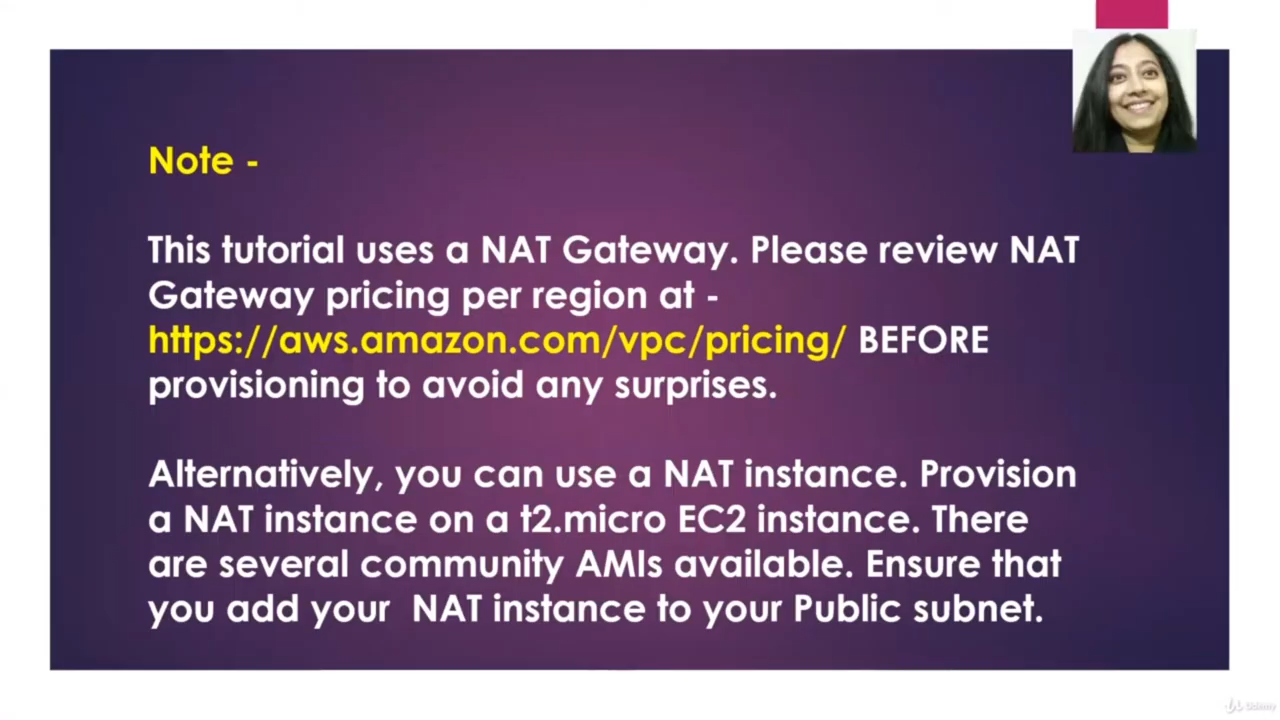 Note -
This tutorial uses a NAT Gateway. Please review NAT
Gateway pricing per region at -
https://aws.amazon.com/vpc/pricing/ BEFORE
provisioning to avoid any surprises.
Alternatively, you can use a NAT instance. Provision
a NAT instance on a t2.micro EC2 instance. There
are several community AMIs available. Ensure that
you add your  NAT instance to your Public subnet.
Udemy